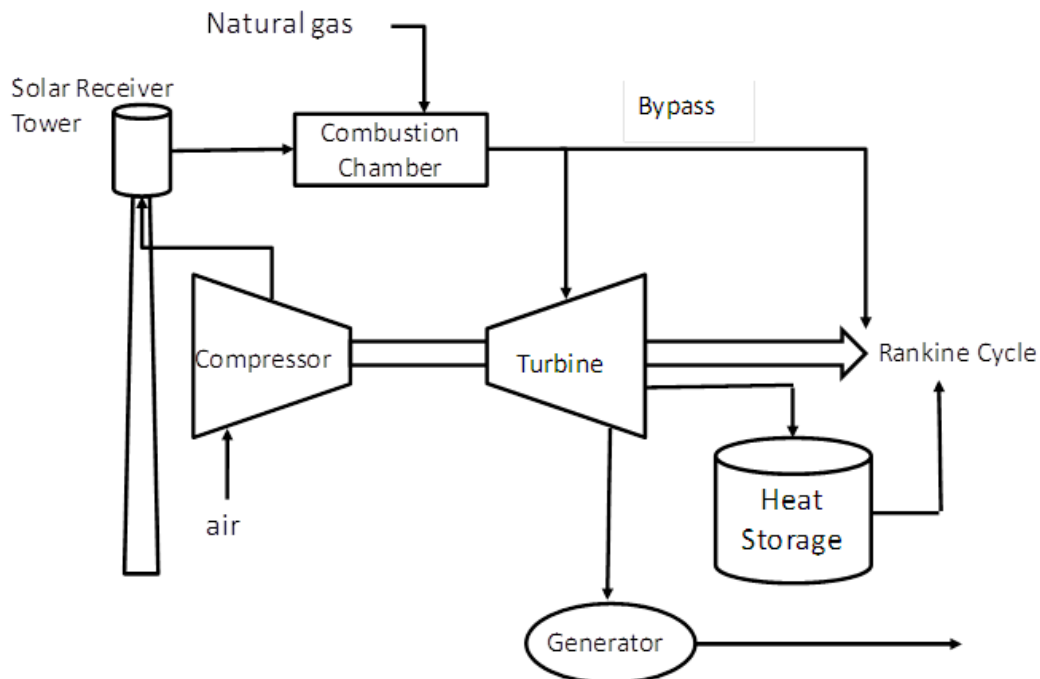 Natural gas
Solar Receiver
Tower
Bypass
Combustion
Chamber
Compressor
Turbine
Rankine Cycle
Heat
Storage
air
Generator